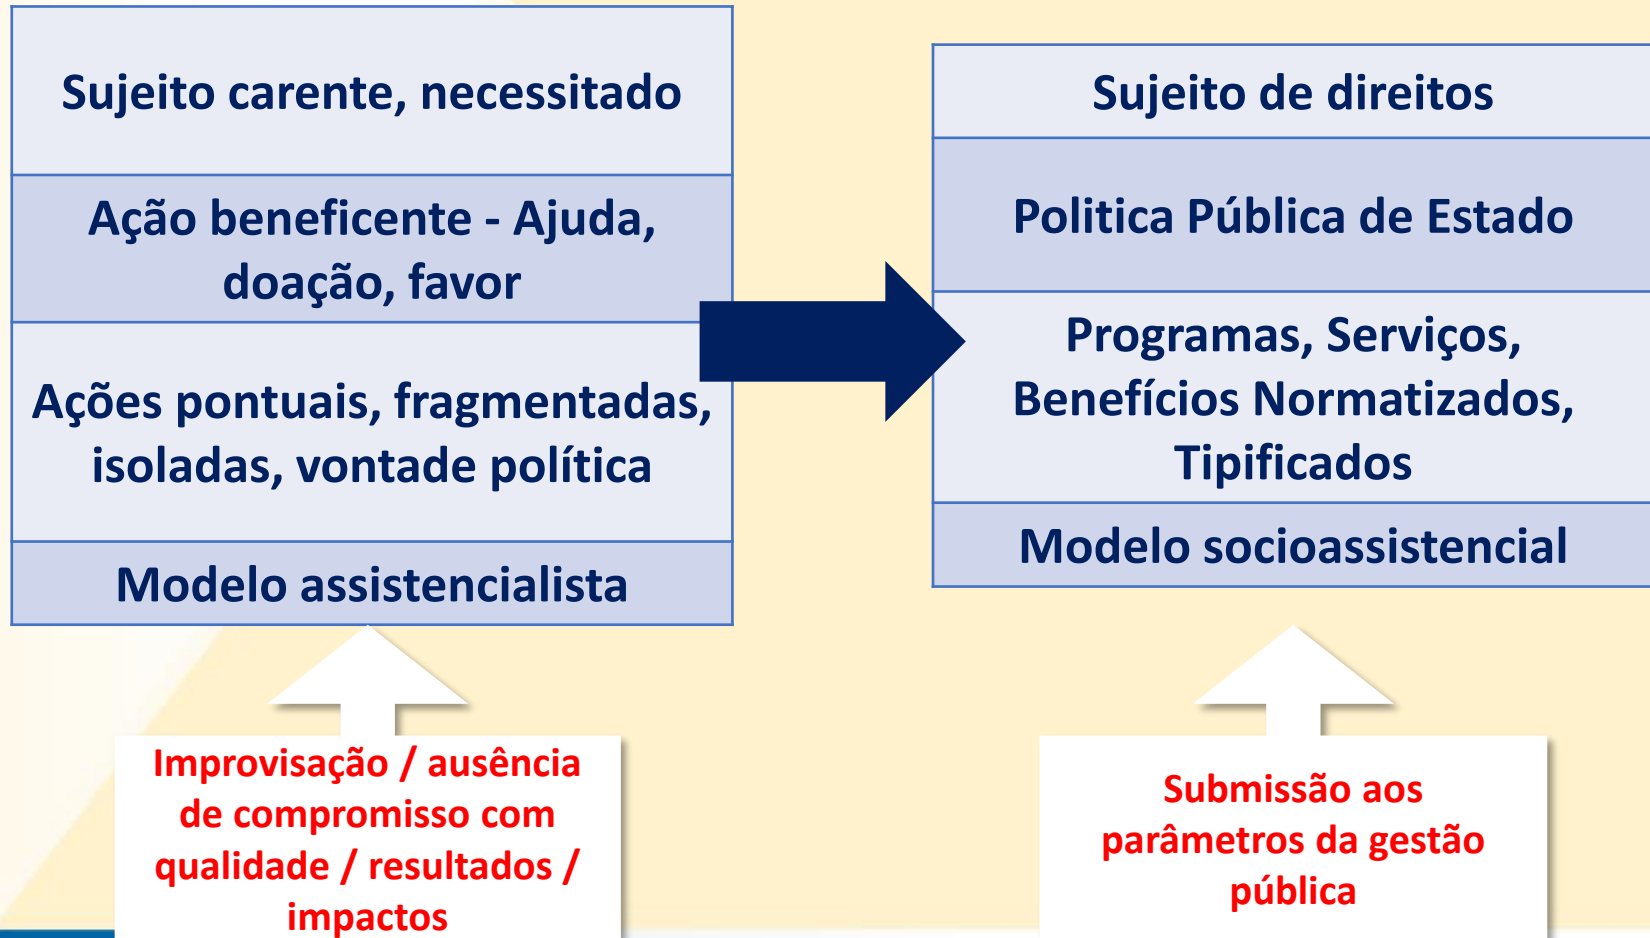 Sujeito carente, necessitado
Ação beneficente - Ajuda,
doação, favor
Ações pontuais, fragmentadas,
isoladas, vontade política
Modelo assistencialista
Improvisação / ausência
de compromisso com
qualidade / resultados /
impactos
Sujeito de direitos
Politica Pública de Estado
Programas, Serviços,
Benefícios Normatizados,
Tipificados
Modelo socioassistencial
Submissão aos
parâmetros da gestão
pública